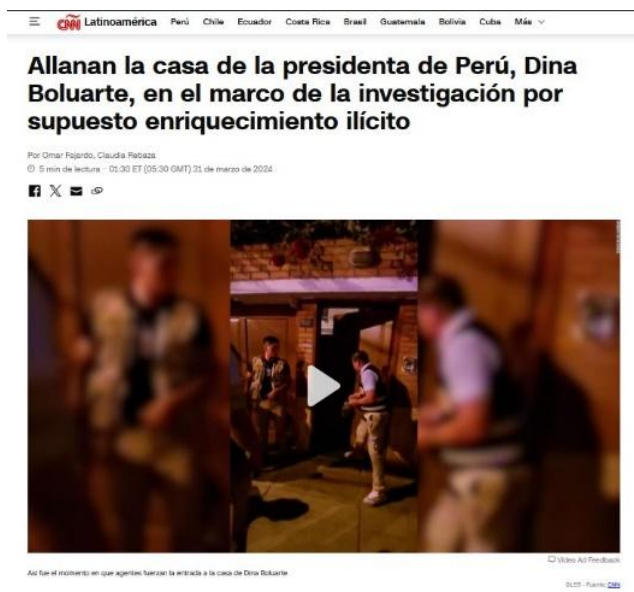 CNN Latinoamérica Perú Chile Ecuador Costa Rica Brasil Guatemala Bolivia Cuba Más
Allanan la casa de la presidenta de Perú, Dina
Boluarte, en el marco de la investigación por
supuesto enriquecimiento ilícito
Por Omar Fajardo, Claudia Rebaza
5 min de lectura · 01:30 ET (05:30 GMT) 31 de marzo de 2024
Video Ad Feedback
Así fue el momento en que agentes fuerzan la entrada a la casa de Dina Boluarte
- Fuente: CNN